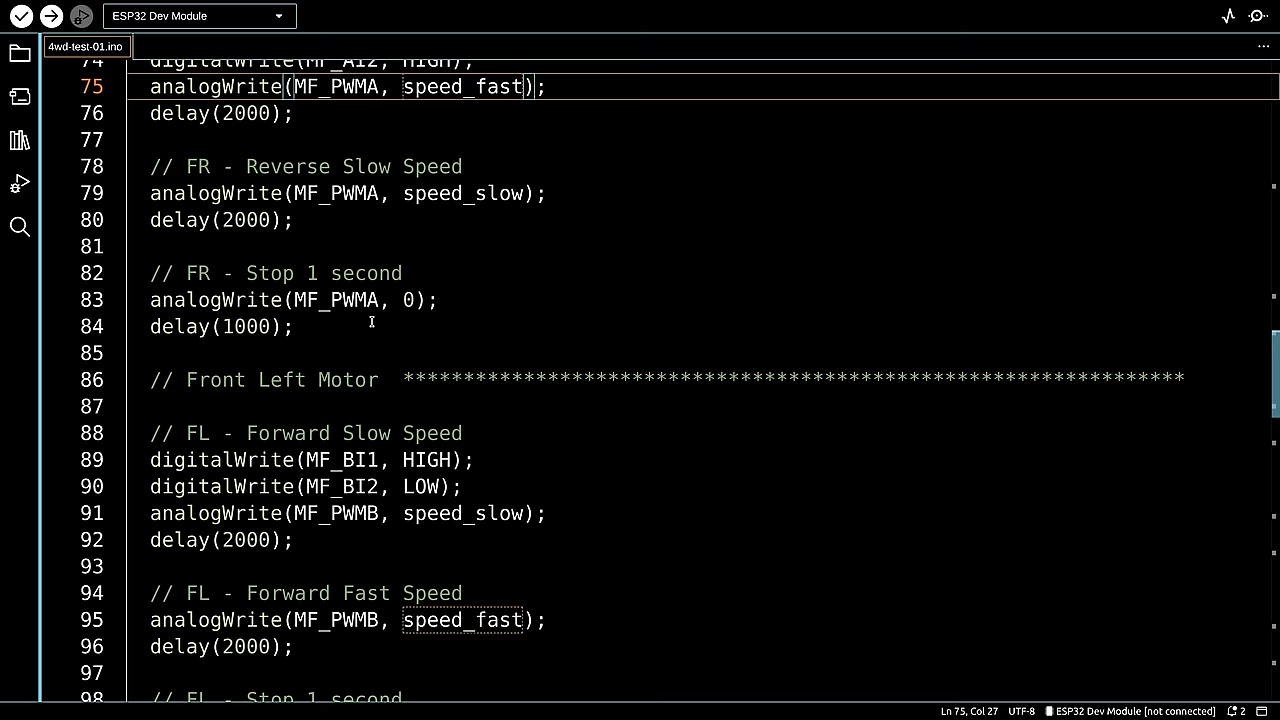 ESP32 Dev Module
4wd-test-01.ino
74 digitalWrite(MF_AI2, HIGH);
75 analogWrite(MF_PWMA, speed_fast);
76 delay(2000);
77
78 // FR - Reverse Slow Speed
79 analogWrite(MF_PWMA, speed_slow);
80 delay(2000);
81
82 // FR - Stop 1 second
83 analogWrite(MF_PWMA, 0);
84 delay(1000);
85
86 // Front Left Motor *****************************************************************
87
88 // FL - Forward Slow Speed
89 digitalWrite(MF_BI1, HIGH);
90 digitalWrite(MF_BI2, LOW);
91 analogWrite(MF_PWMB, speed_slow);
92 delay(2000);
93
94 // FL - Forward Fast Speed
95 analogWrite(MF_PWMB, speed_fast);
96 delay(2000);
97
98 // FL - Stop 1 second
Ln 75, Col 27 UTF-8 ESP32 Dev Module [not connected] 2